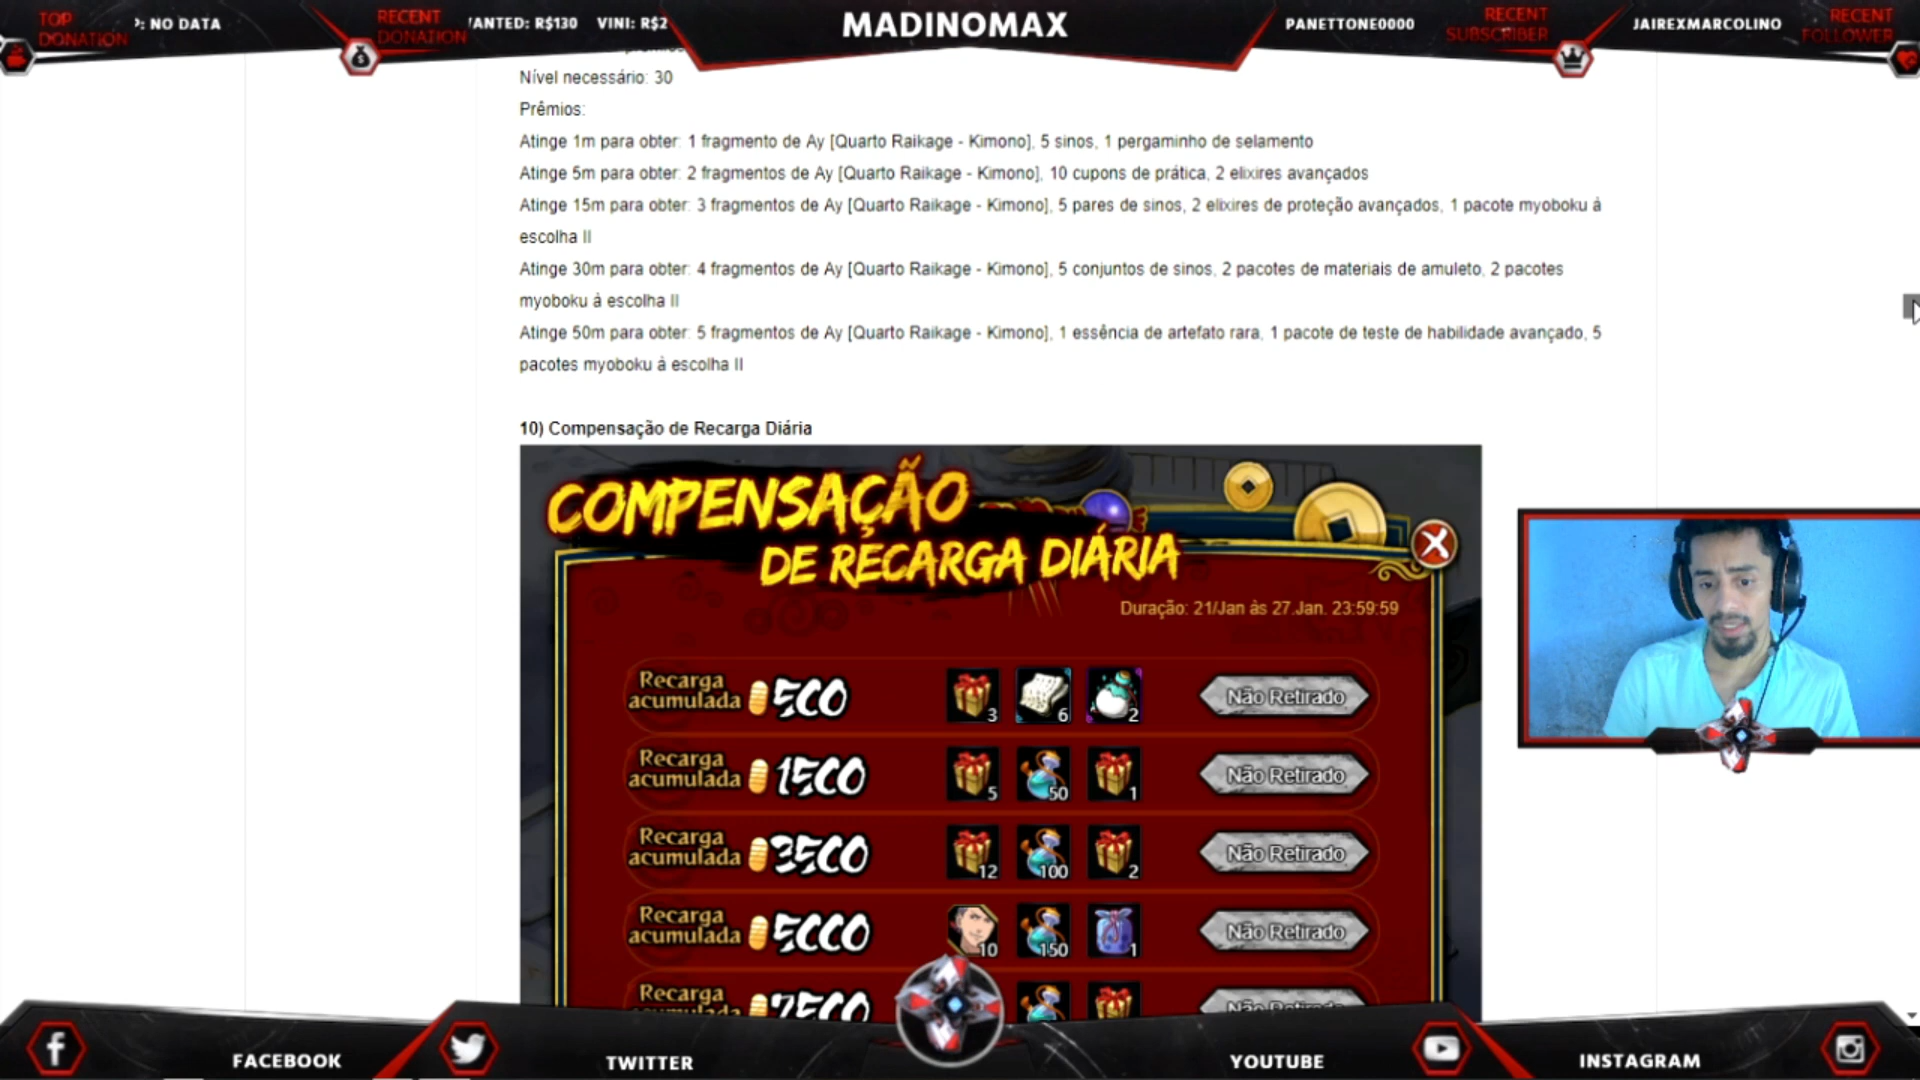 TOP
DONATION
?: NO DATA
RECENT
DONATION
/ANTED: R$130 VINI: R$2
MADINOMAX
PANETTONE0000
RECENT
SUBSCRIBER
JAIREXMARCOLINO
RECENT
FOLLOWER
Nível necessário: 30
Prêmios:
Atinge 1m para obter: 1 fragmento de Ay [Quarto Raikage - Kimono], 5 sinos, 1 pergaminho de selamento
Atinge 5m para obter: 2 fragmentos de Ay [Quarto Raikage - Kimono], 10 cupons de prática, 2 elixires avançados
Atinge 15m para obter: 3 fragmentos de Ay [Quarto Raikage - Kimono], 5 pares de sinos, 2 elixires de proteção avançados, 1 pacote myoboku à
escolha II
Atinge 30m para obter: 4 fragmentos de Ay [Quarto Raikage - Kimono], 5 conjuntos de sinos, 2 pacotes de materiais de amuleto, 2 pacotes
myoboku à escolha II
Atinge 50m para obter: 5 fragmentos de Ay [Quarto Raikage - Kimono], 1 essência de artefato rara, 1 pacote de teste de habilidade avançado, 5
pacotes myoboku à escolha II
10) Compensação de Recarga Diária
COMPENSAÇÃO
DE RECARGA DIÁRIA
Duração: 21/Jan às 27.Jan. 23:59:59
Recarga
acumulada 500 3 6 2 Não Retirado
Recarga
acumulada 1500 5 50 1 Não Retirado
Recarga
acumulada 3500 12 100 2 Não Retirado
Recarga
acumulada 5000 10 150 1 Não Retirado
Recarga
acumulada 7500 Não Retirado
FACEBOOK
TWITTER
YOUTUBE
INSTAGRAM